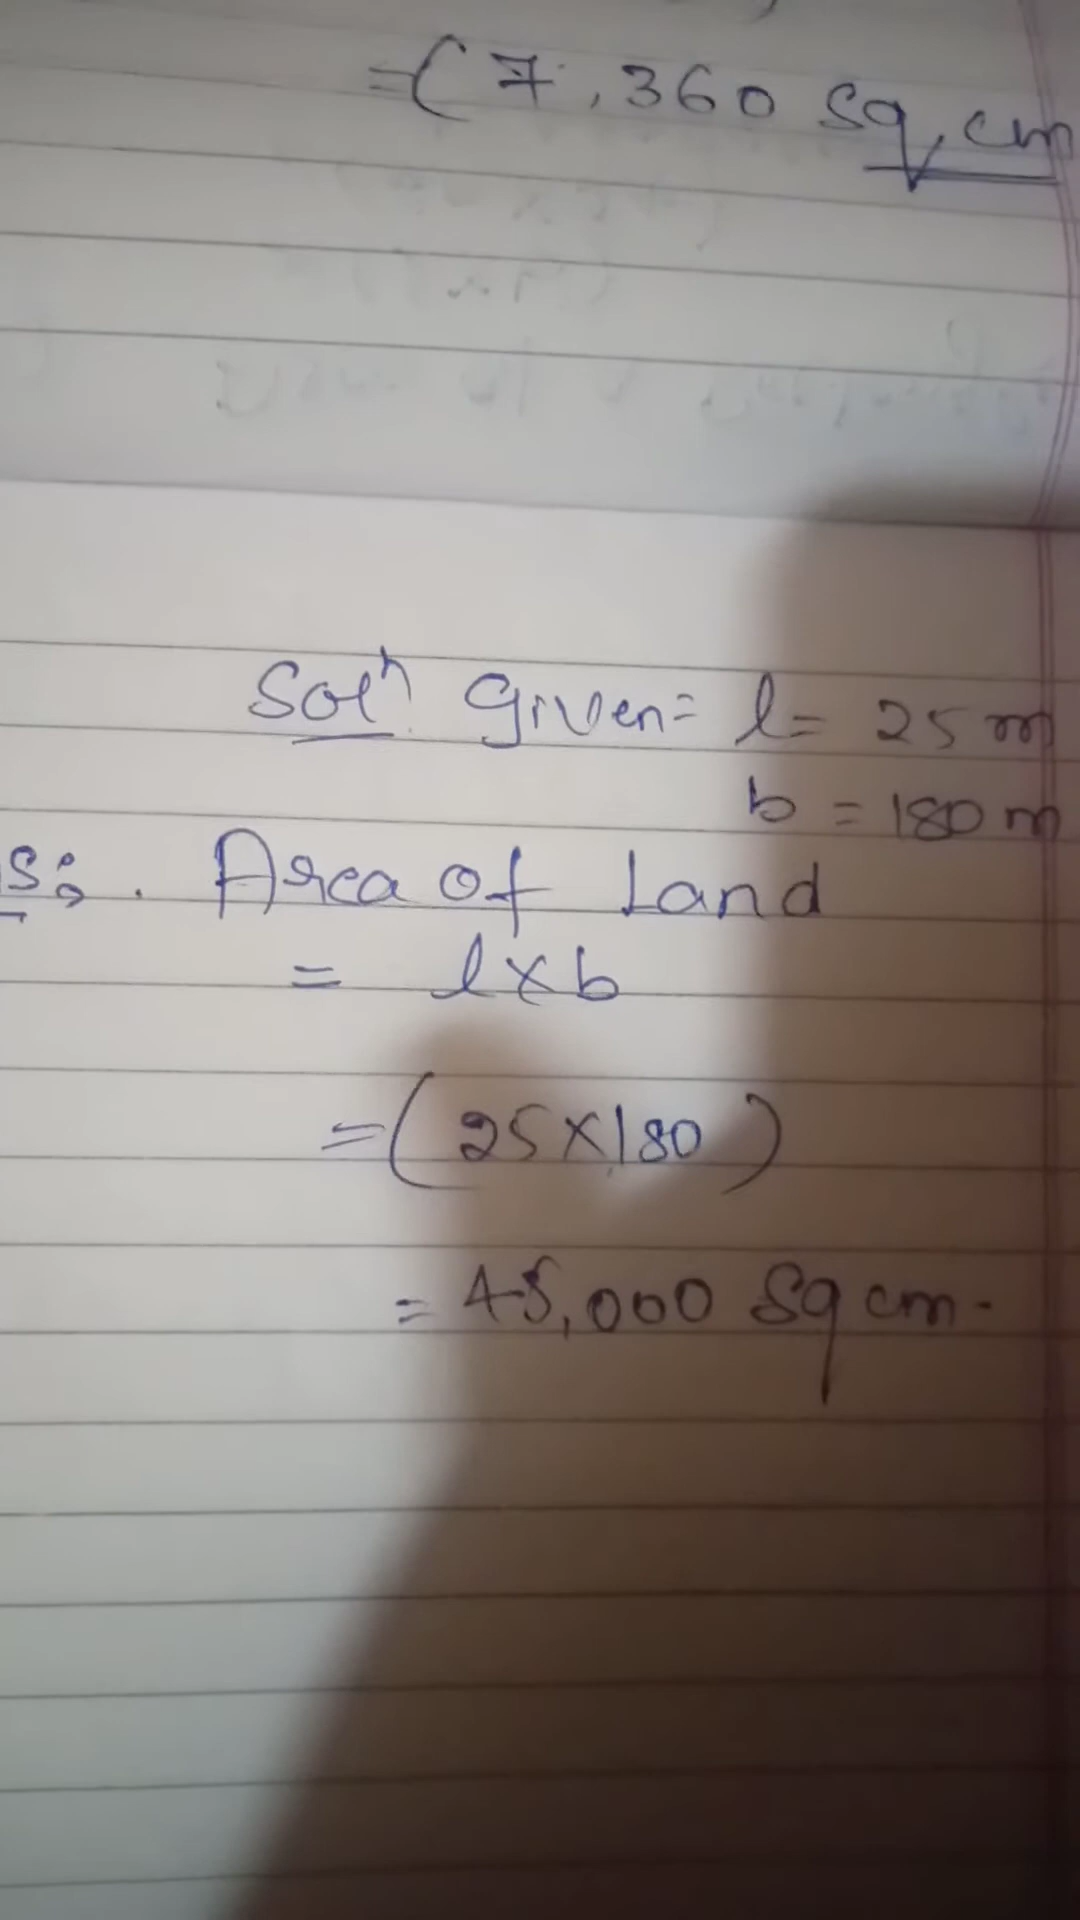 =(7,360 sq cm
Solⁿ. Given= l= 25 m
b = 180 m
s: . Area of Land
= l×b
=(25×180)
= 45,000 Sq cm.